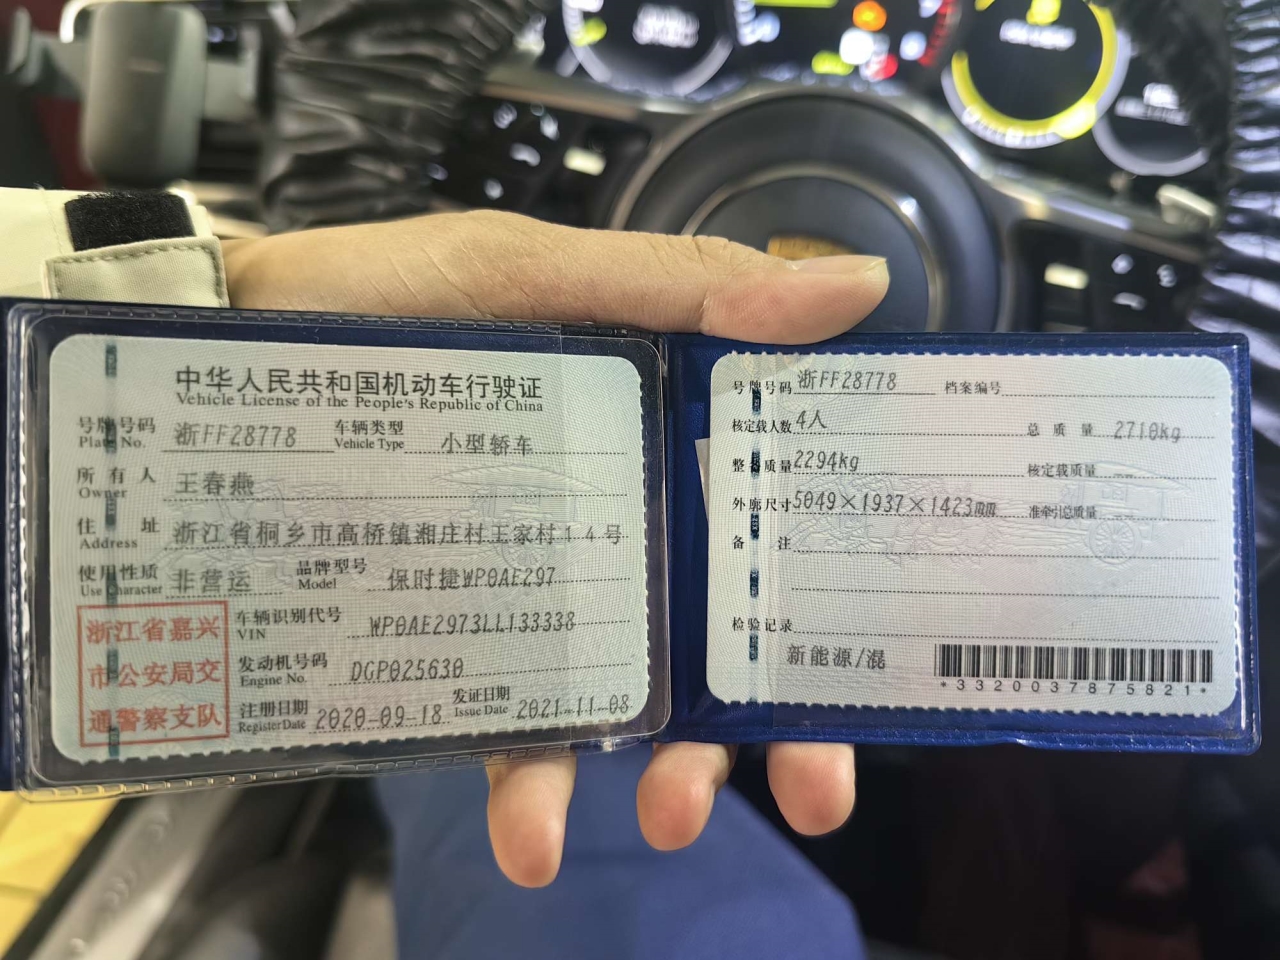 中华人民共和国机动车行驶证
Vehicle License of the People's Republic of China
号牌号码 浙FF28778 车辆类型 小型轿车
Plate No. Vehicle Type
所有人 王春燕
Owner
住址 浙江省桐乡市高桥镇湘庄村王家村14号
Address
使用性质 非营运 品牌型号 保时捷WP0AE297
Use Character Model
浙江省嘉兴
市公安局交
通警察支队
车辆识别代号 WP0AE2973LL133338
VIN
发动机号码 DGP025630
Engine No.
注册日期 2020-09-18 发证日期 2021-11-08
Register Date Issue Date
号牌号码 浙FF28778 档案编号
核定载人数 4人 总质量 2710kg
整备质量 2294kg 核定载质量
外廓尺寸 5049×1937×1423mm 准牵引总质量
备注
检验记录
新能源/混
*3320037875821*